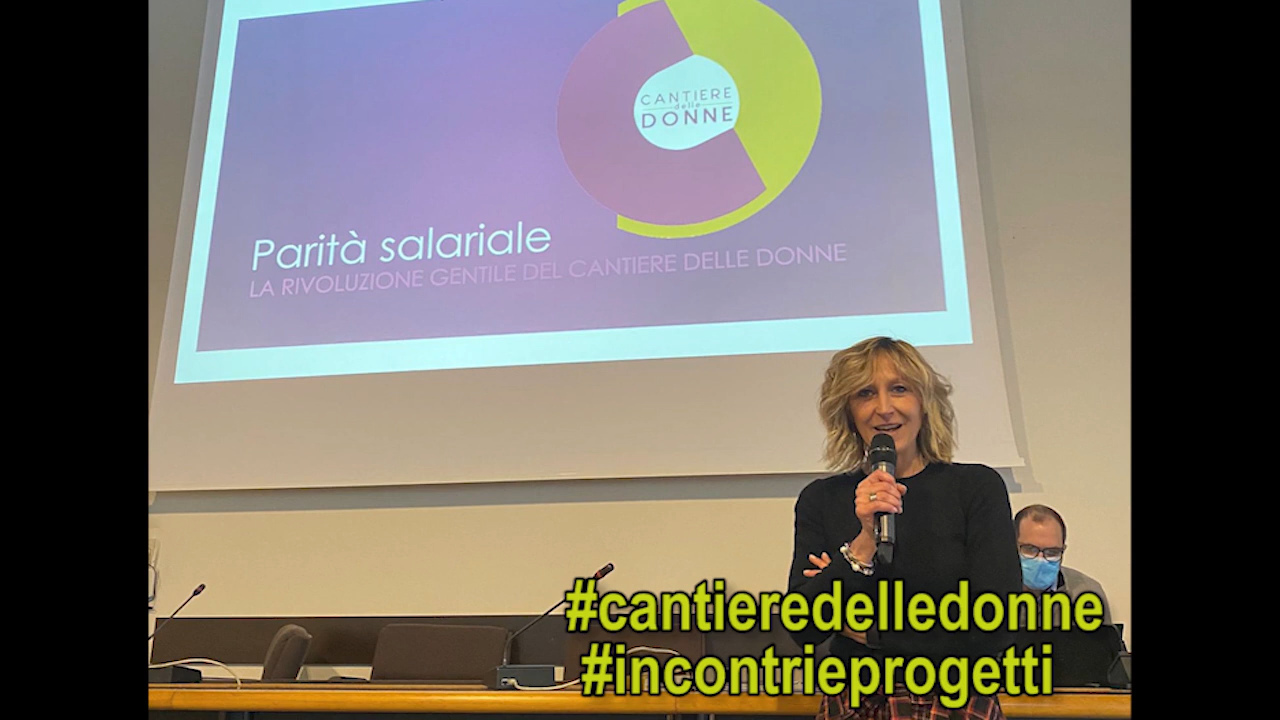 CANTIERE
delle
DONNE
Parità salariale
LA RIVOLUZIONE GENTILE DEL CANTIERE DELLE DONNE
#cantieredelledonne
#incontrieprogetti